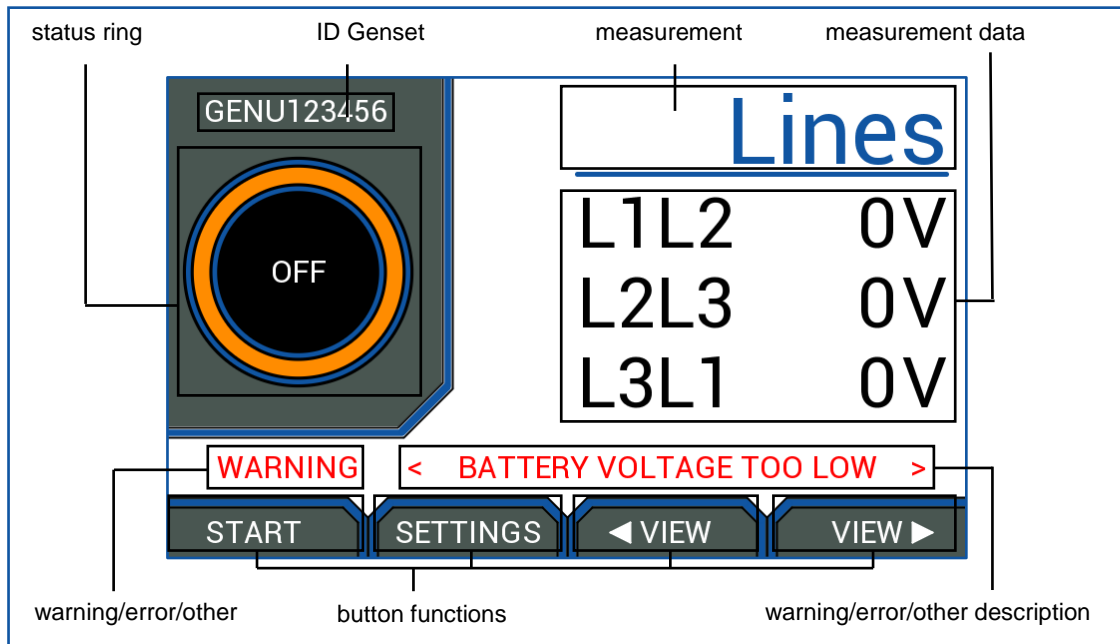 status ring
ID Genset
measurement
measurement data
GENU123456
Lines
OFF
L1L2 0V
L2L3 0V
L3L1 0V
WARNING
< BATTERY VOLTAGE TOO LOW >
START
SETTINGS
◀ VIEW
VIEW ▶
warning/error/other
button functions
warning/error/other description